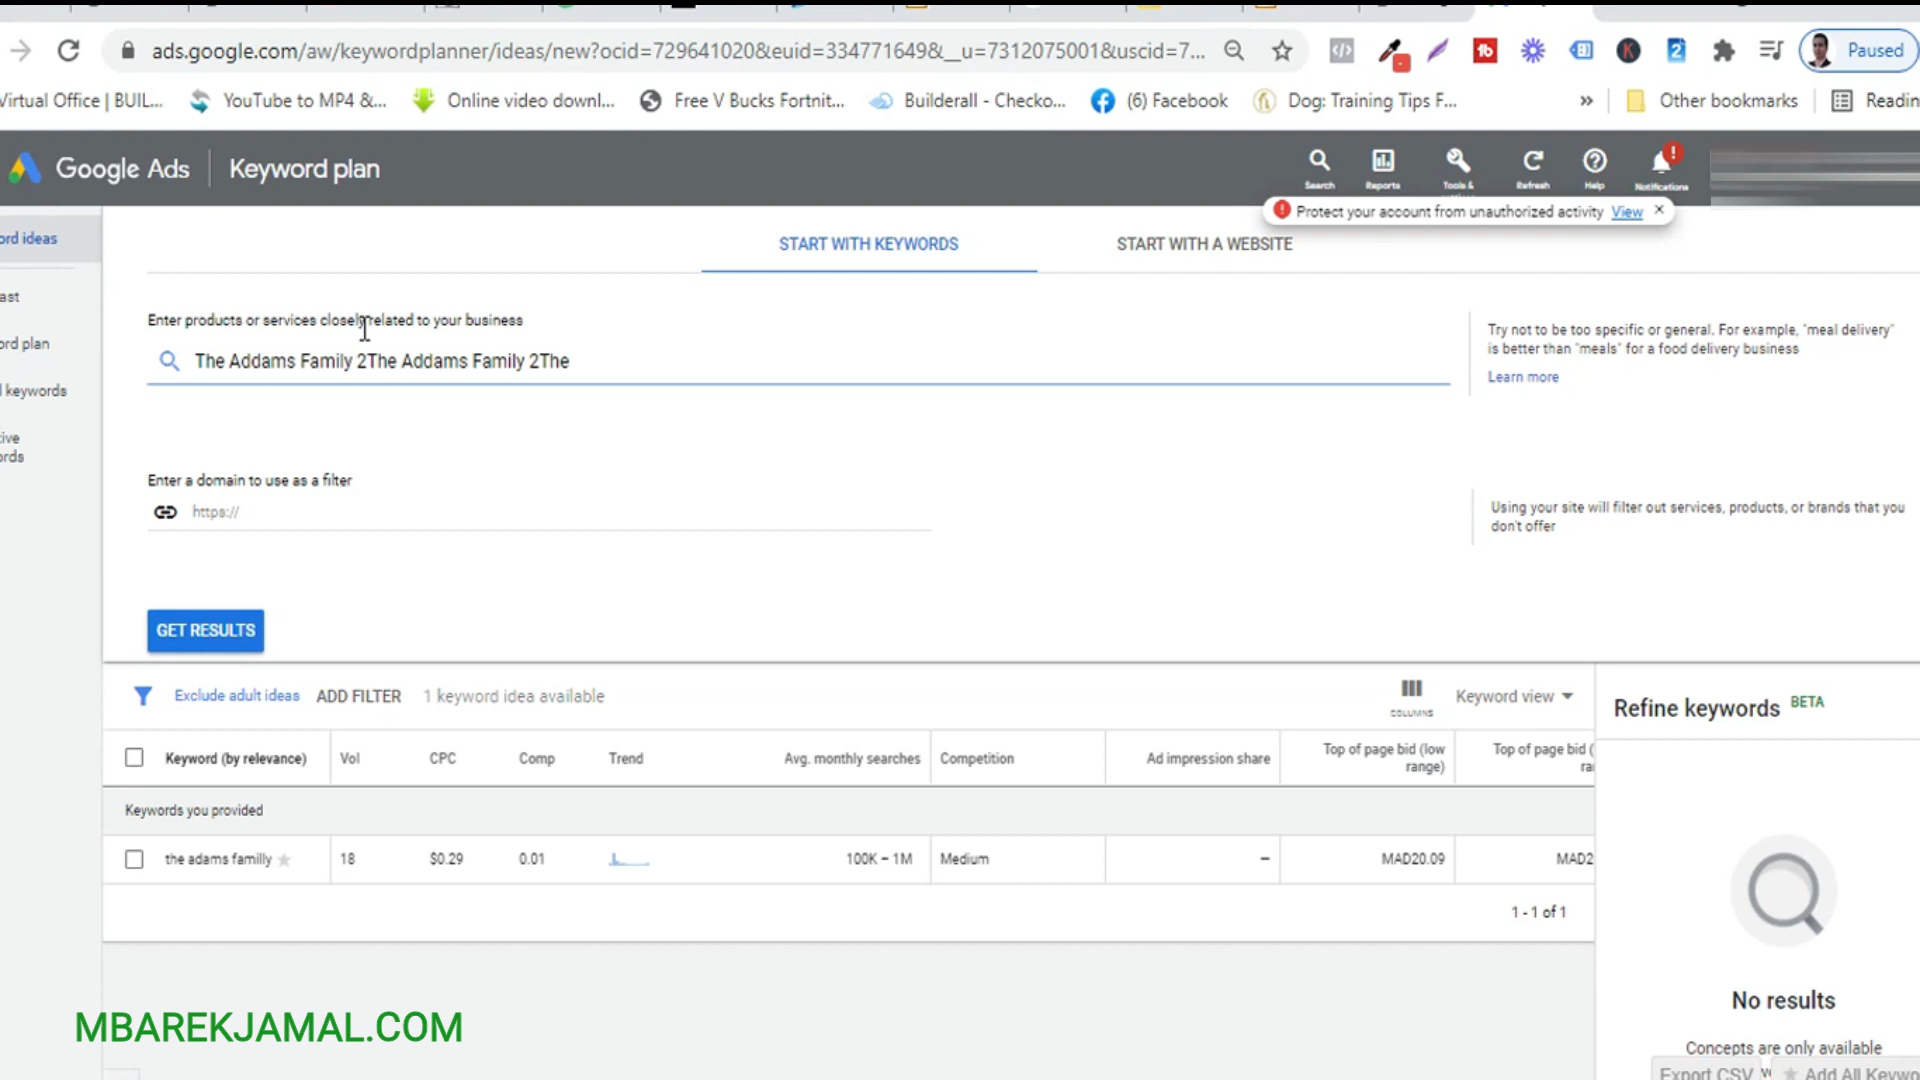 ads.google.com/aw/keywordplanner/ideas/new?ocid=729641020&euid=334771649&__u=7312075001&uscid=7...
Paused
Virtual Office | BUIL...
YouTube to MP4 &...
Online video downl...
Free V Bucks Fortnit...
Builderall - Checko...
(6) Facebook
Dog: Training Tips F...
»
Other bookmarks
Readin
Google Ads
Keyword plan
Search
Reports
Tools &
Refresh
Help
Notifications
Protect your account from unauthorized activity View ×
ord ideas
ast
ord plan
l keywords
ive
ords
START WITH KEYWORDS
START WITH A WEBSITE
Enter products or services closely related to your business
The Addams Family 2The Addams Family 2The
Try not to be too specific or general. For example, "meal delivery"
is better than "meals" for a food delivery business
Learn more
Enter a domain to use as a filter
https://
Using your site will filter out services, products, or brands that you
don't offer
GET RESULTS
Exclude adult ideas ADD FILTER 1 keyword idea available
COLUMNS
Keyword view
Refine keywords BETA
Keyword (by relevance) Vol CPC Comp Trend Avg. monthly searches Competition Ad impression share Top of page bid (low
range)
Top of page bid (
ra
Keywords you provided
the adams familly 18 $0.29 0.01 100K – 1M Medium – MAD20.09 MAD2
1 - 1 of 1
No results
Concepts are only available
Export CSV
Add All Keywo
MBAREKJAMAL.COM